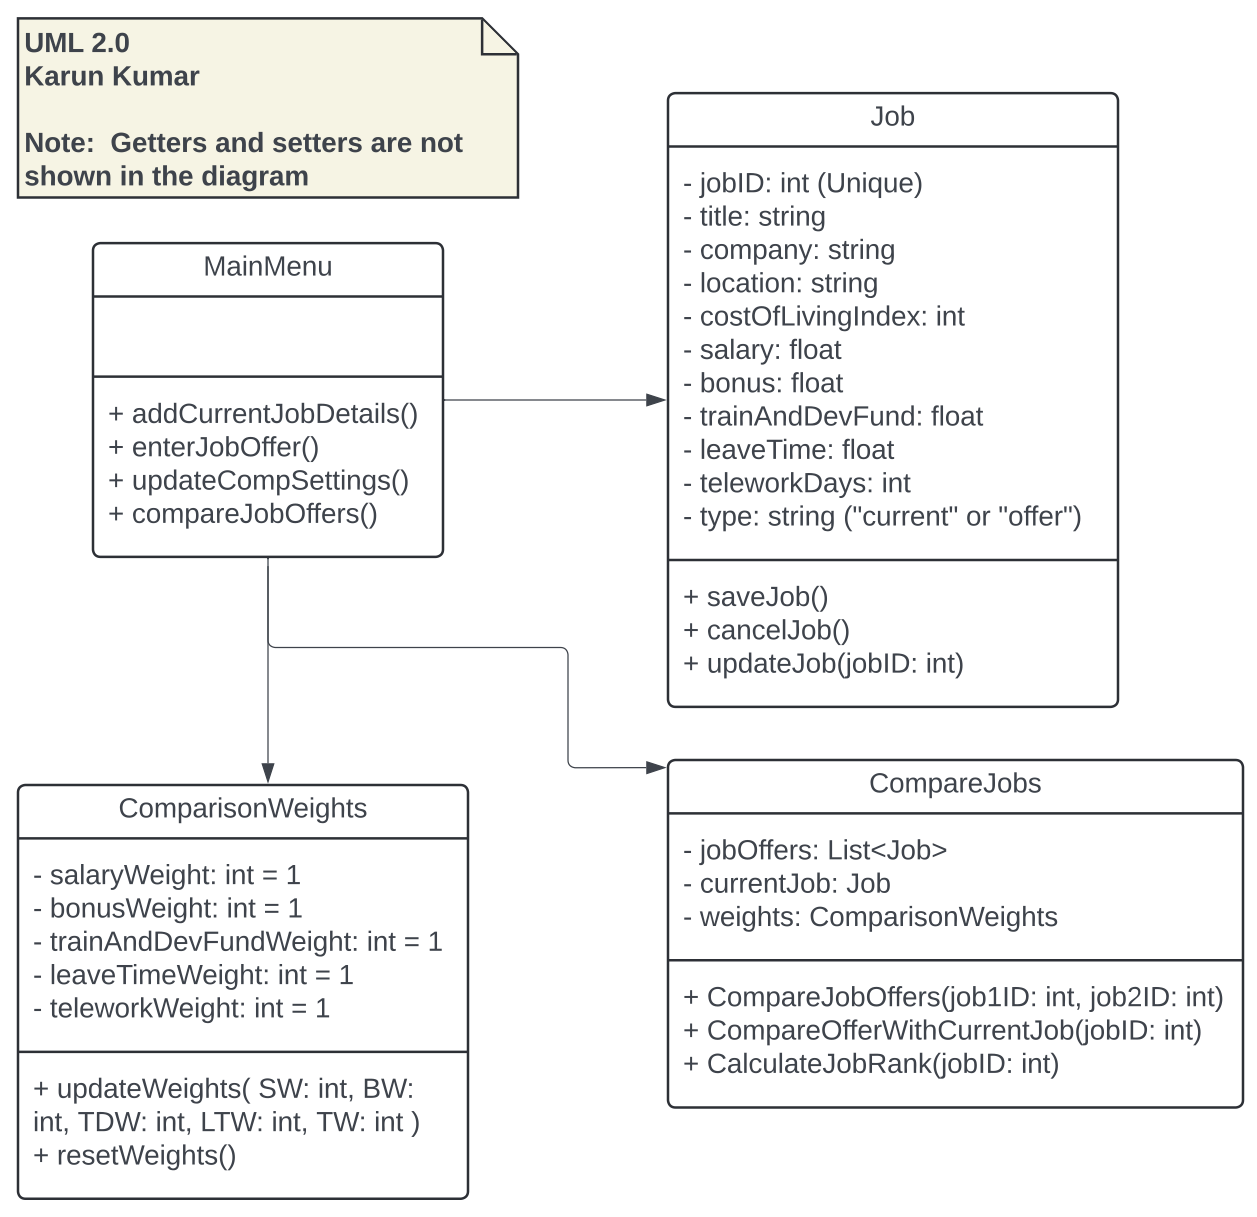 UML 2.0
Karun Kumar
Note:  Getters and setters are not
shown in the diagram
MainMenu
+ addCurrentJobDetails()
+ enterJobOffer()
+ updateCompSettings()
+ compareJobOffers()
Job
- jobID: int (Unique)
- title: string
- company: string
- location: string
- costOfLivingIndex: int
- salary: float
- bonus: float
- trainAndDevFund: float
- leaveTime: float
- teleworkDays: int
- type: string ("current" or "offer")
+ saveJob()
+ cancelJob()
+ updateJob(jobID: int)
ComparisonWeights
- salaryWeight: int = 1
- bonusWeight: int = 1
- trainAndDevFundWeight: int = 1
- leaveTimeWeight: int = 1
- teleworkWeight: int = 1
+ updateWeights( SW: int, BW:
int, TDW: int, LTW: int, TW: int )
+ resetWeights()
CompareJobs
- jobOffers: List<Job>
- currentJob: Job
- weights: ComparisonWeights
+ CompareJobOffers(job1ID: int, job2ID: int)
+ CompareOfferWithCurrentJob(jobID: int)
+ CalculateJobRank(jobID: int)